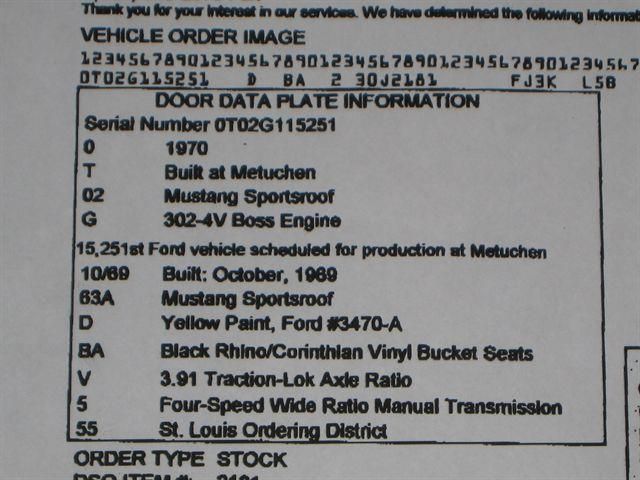 Thank you for your interest in our services. We have determined the following
VEHICLE ORDER IMAGE
123456789012345678901234567890123456789012345678901234567
0T02G115251 D BA 2 30J2181 FJ3K L5B
DOOR DATA PLATE INFORMATION
Serial Number 0T02G115251
0 1970
T Built at Metuchen
02 Mustang Sportsroof
G 302-4V Boss Engine
15,251st Ford vehicle scheduled for production at Metuchen
10/69 Built: October, 1969
63A Mustang Sportsroof
D Yellow Paint, Ford #3470-A
BA Black Rhino/Corinthian Vinyl Bucket Seats
V 3.91 Traction-Lok Axle Ratio
5 Four-Speed Wide Ratio Manual Transmission
55 St. Louis Ordering District
ORDER TYPE STOCK